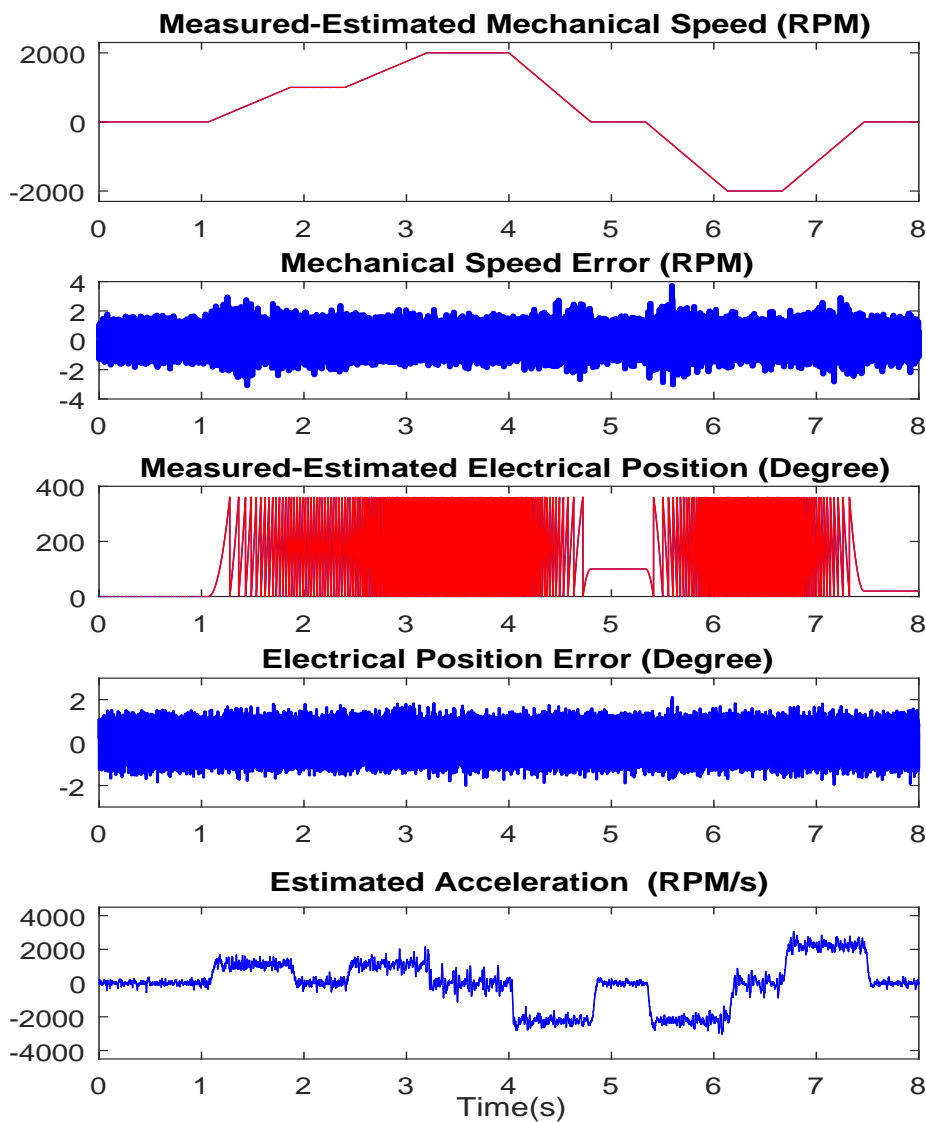 Measured-Estimated Mechanical Speed (RPM)
2000
0
-2000
0 1 2 3 4 5 6 7 8
Mechanical Speed Error (RPM)
4
2
0
-2
-4
0 1 2 3 4 5 6 7 8
Measured-Estimated Electrical Position (Degree)
400
200
0
0 1 2 3 4 5 6 7 8
Electrical Position Error (Degree)
2
0
-2
0 1 2 3 4 5 6 7 8
Estimated Acceleration (RPM/s)
4000
2000
0
-2000
-4000
0 1 2 3 4 5 6 7 8
Time(s)